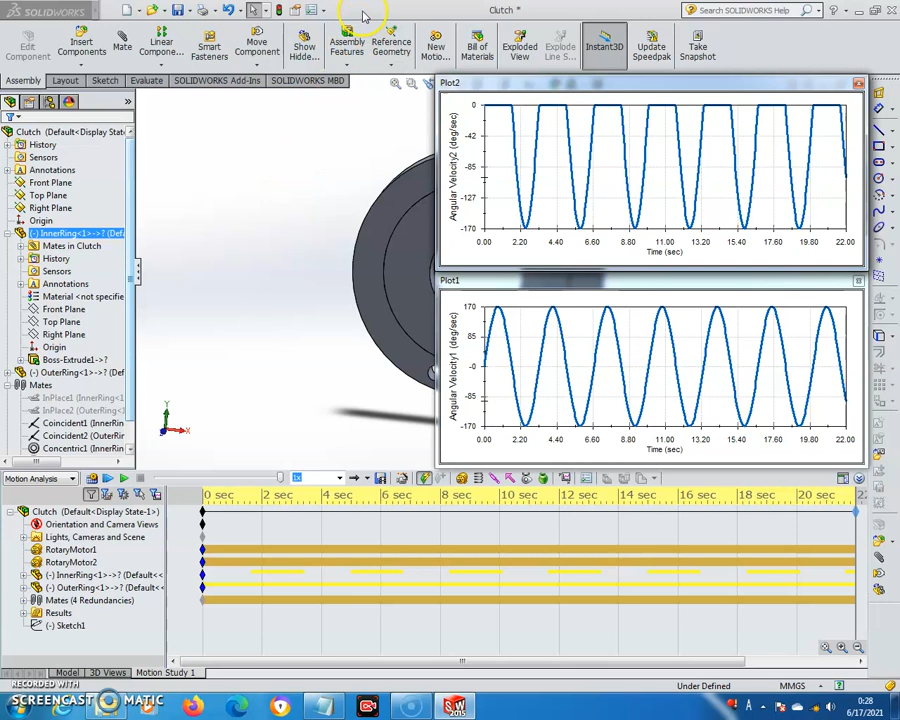 SOLIDWORKS
Clutch *
Search SOLIDWORKS Help
Edit Component
Insert Components
Mate
Linear Compone...
Smart Fasteners
Move Component
Show Hidde...
Assembly Features
Reference Geometry
New Motio...
Bill of Materials
Exploded View
Explode Line S...
Instant3D
Update Speedpak
Take Snapshot
Assembly Layout Sketch Evaluate SOLIDWORKS Add-Ins SOLIDWORKS MBD
Clutch (Default<Display Stat
History
Sensors
Annotations
Front Plane
Top Plane
Right Plane
Origin
(-) InnerRing<1>->? (Defa
Mates in Clutch
History
Sensors
Annotations
Material <not specifie
Front Plane
Top Plane
Right Plane
Origin
Boss-Extrude1->?
(-) OuterRing<1>->? (Def
Mates
InPlace1 (InnerRing<1
InPlace2 (OuterRing<1
Coincident1 (InnerRin
Coincident2 (OuterRin
Concentric1 (InnerRin
Y
X
Z
Plot2
Angular Velocity2 (deg/sec)
0
-42
-85
-127
-170
0.00 2.20 4.40 6.60 8.80 11.00 13.20 15.40 17.60 19.80 22.00
Time (sec)
Plot1
Angular Velocity1 (deg/sec)
170
85
-0
-85
-170
0.00 2.20 4.40 6.60 8.80 11.00 13.20 15.40 17.60 19.80 22.00
Time (sec)
Motion Analysis
1x
0 sec 2 sec 4 sec 6 sec 8 sec 10 sec 12 sec 14 sec 16 sec 18 sec 20 sec 22
Clutch (Default<Display State-1>)
Orientation and Camera Views
Lights, Cameras and Scene
RotaryMotor1
RotaryMotor2
(-) InnerRing<1>->? (Default<<
(-) OuterRing<1>->? (Default<<
Mates (4 Redundancies)
Results
(-) Sketch1
Model 3D Views Motion Study 1
Under Defined MMGS
RECORDED WITH
SCREENCAST MATIC
SW 2015
0:28
6/17/2021